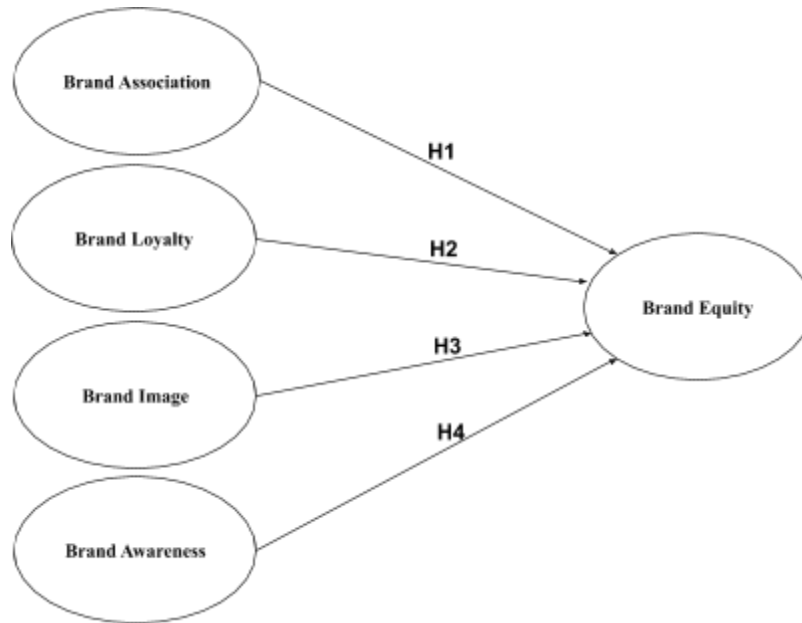 Brand Association
H1
Brand Loyalty
H2
Brand Equity
H3
Brand Image
H4
Brand Awareness